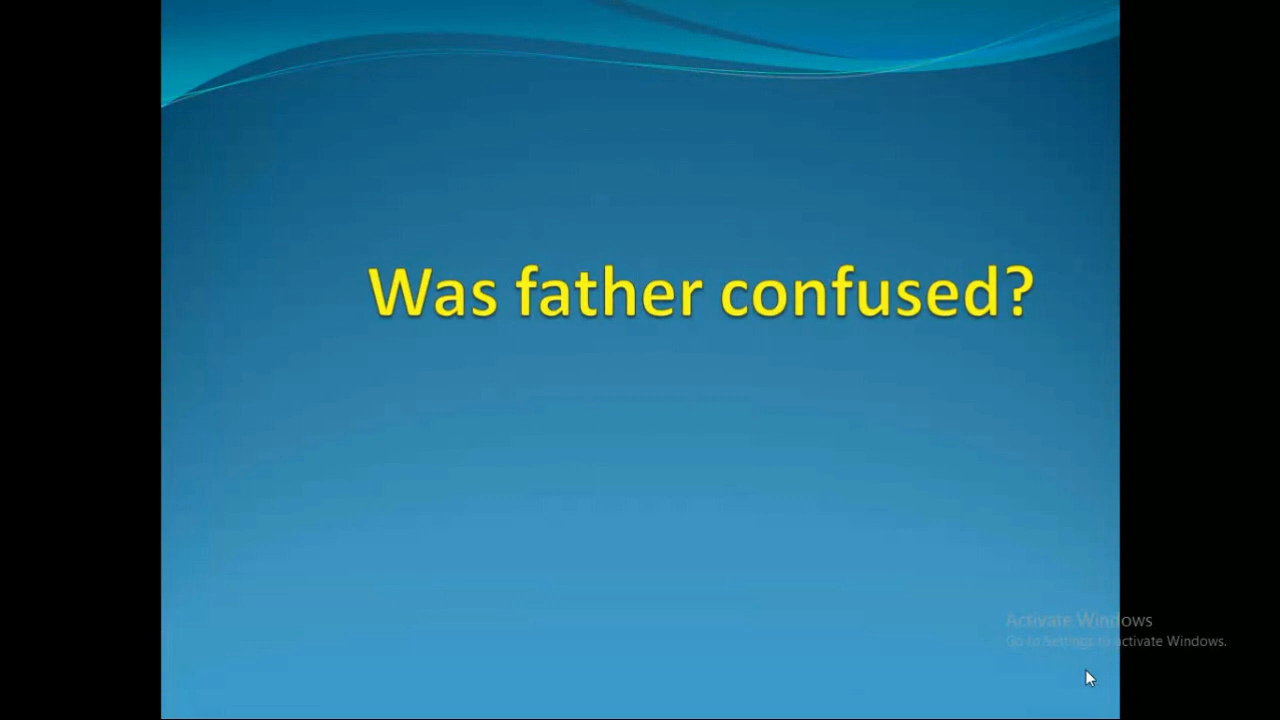 Was father confused?
Activate Windows
Go to Settings to activate Windows.